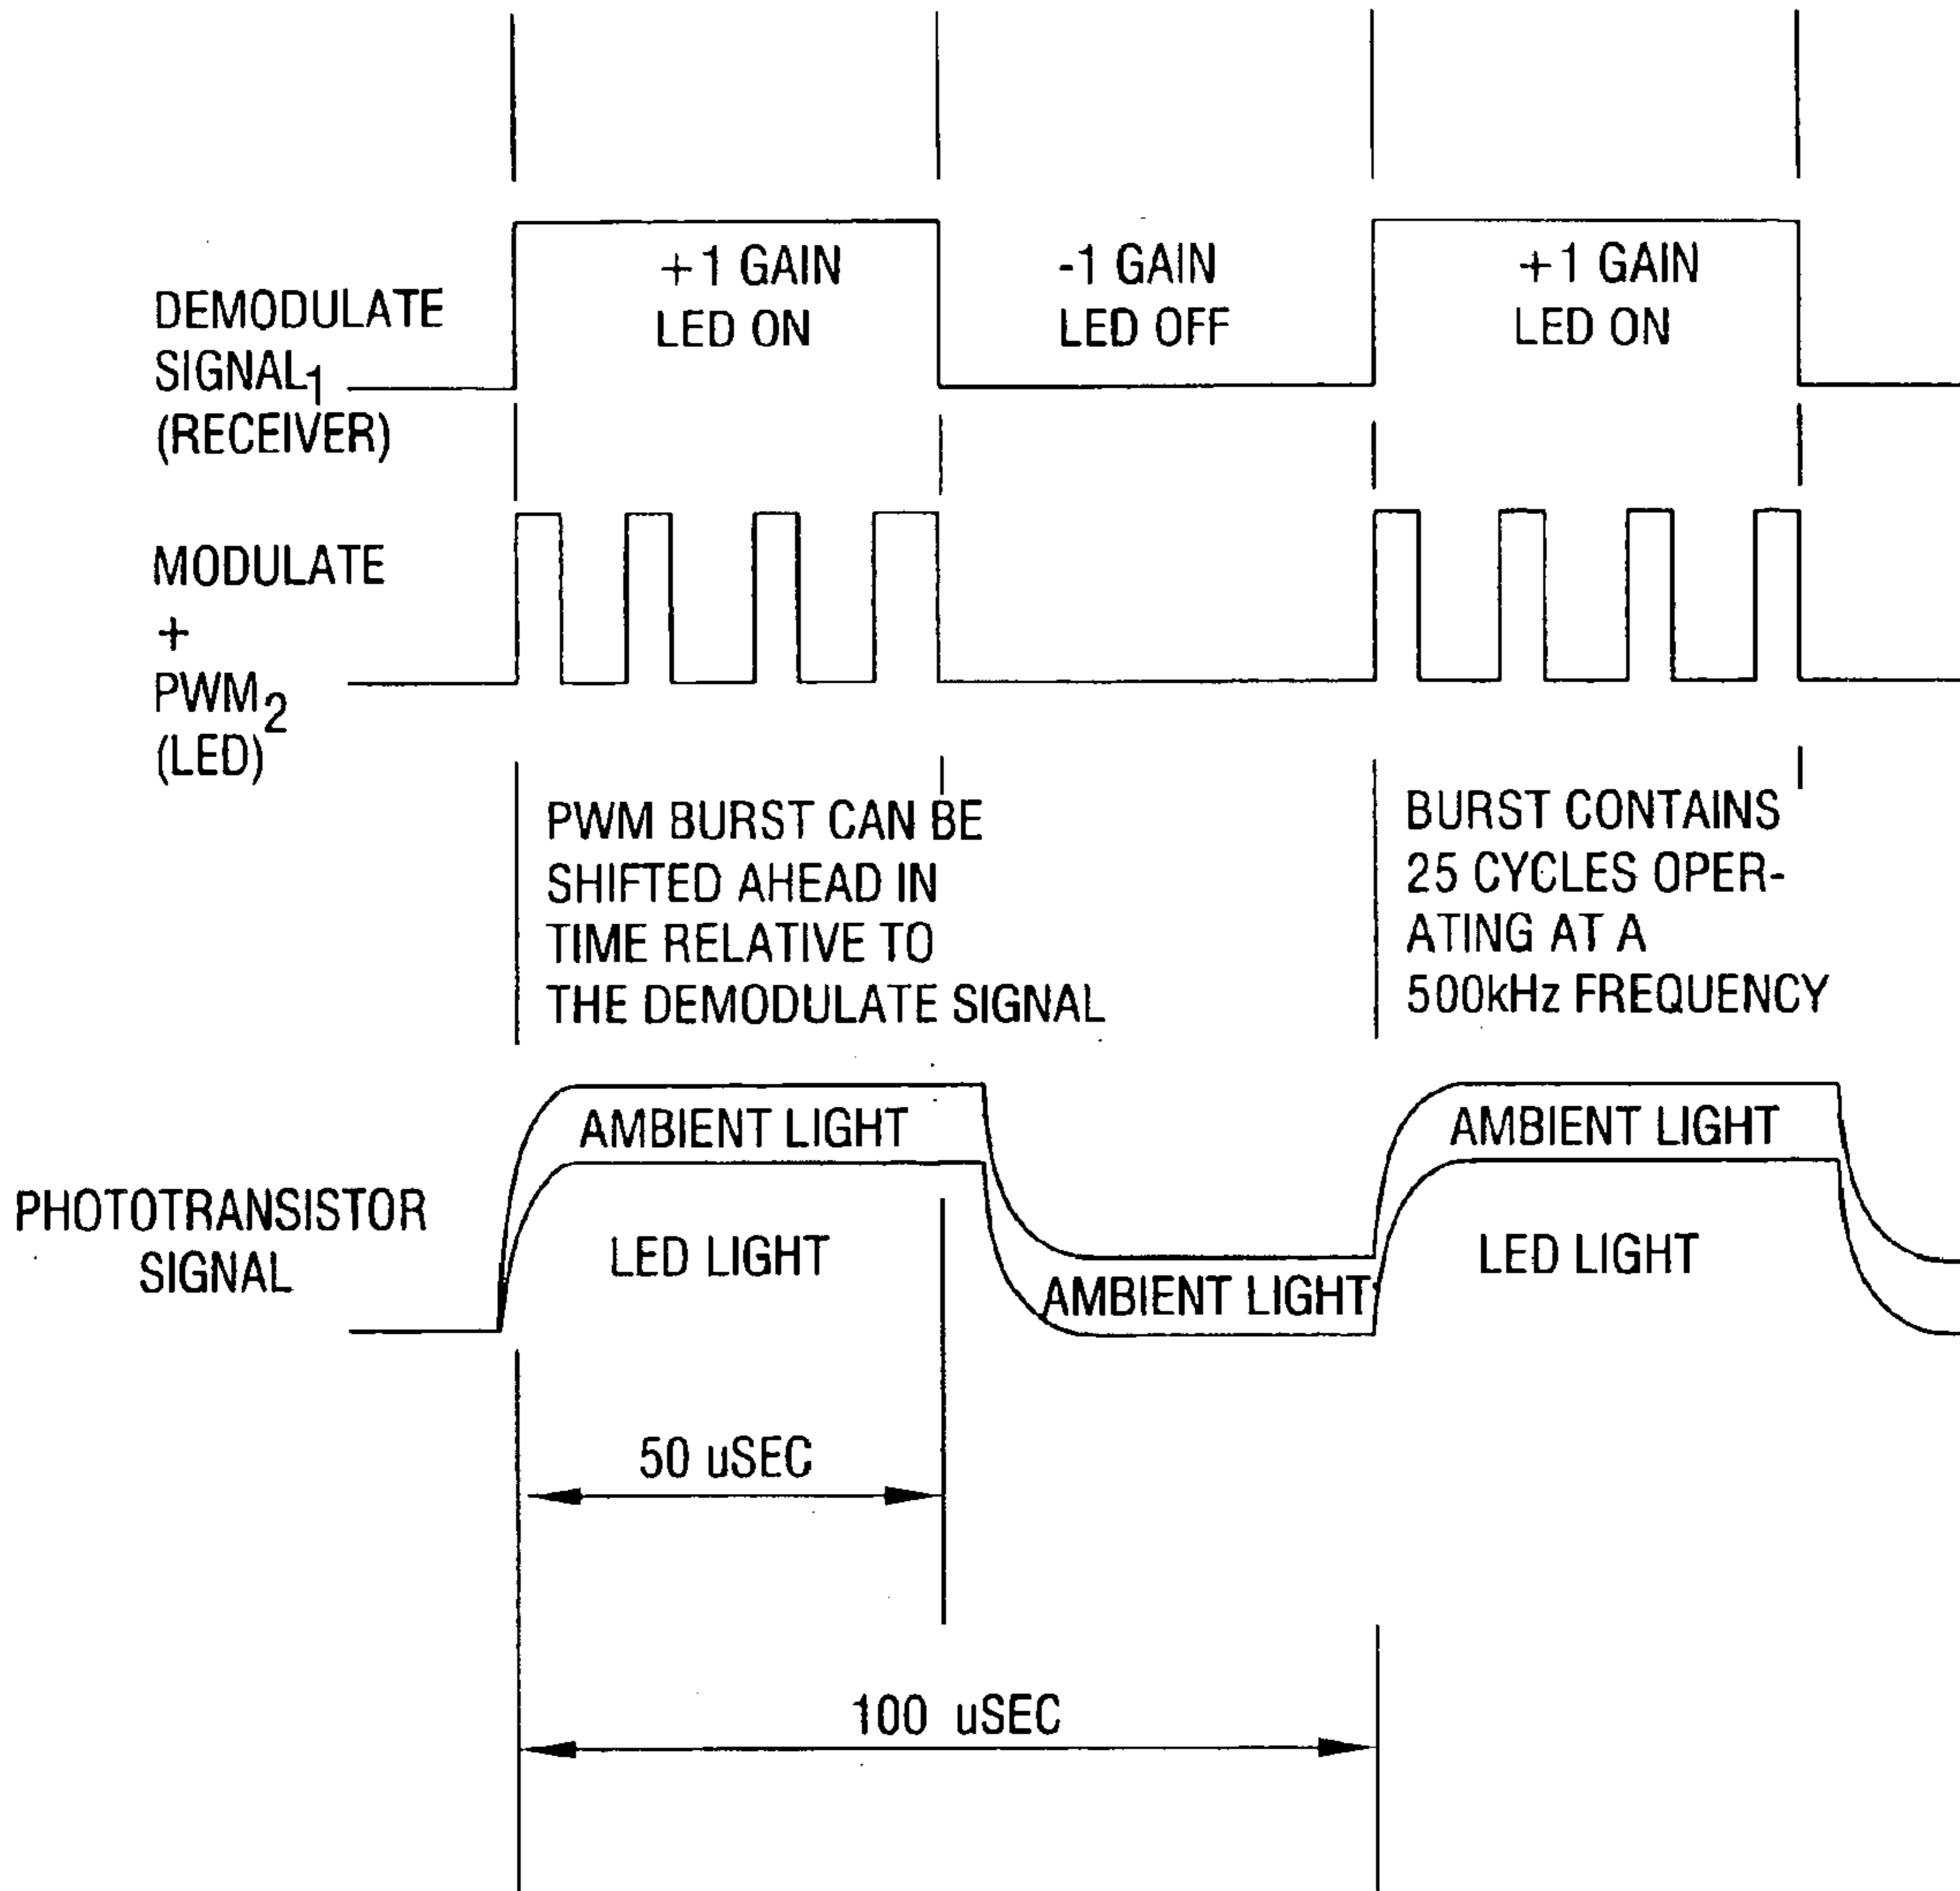 +1 GAIN
LED ON
-1 GAIN
LED OFF
+1 GAIN
LED ON
DEMODULATE
SIGNAL1
(RECEIVER)
MODULATE
+
PWM2
(LED)
PWM BURST CAN BE
SHIFTED AHEAD IN
TIME RELATIVE TO
THE DEMODULATE SIGNAL
BURST CONTAINS
25 CYCLES OPER-
ATING AT A
500kHz FREQUENCY
PHOTOTRANSISTOR
SIGNAL
AMBIENT LIGHT
LED LIGHT
AMBIENT LIGHT
AMBIENT LIGHT
LED LIGHT
50 uSEC
100 uSEC